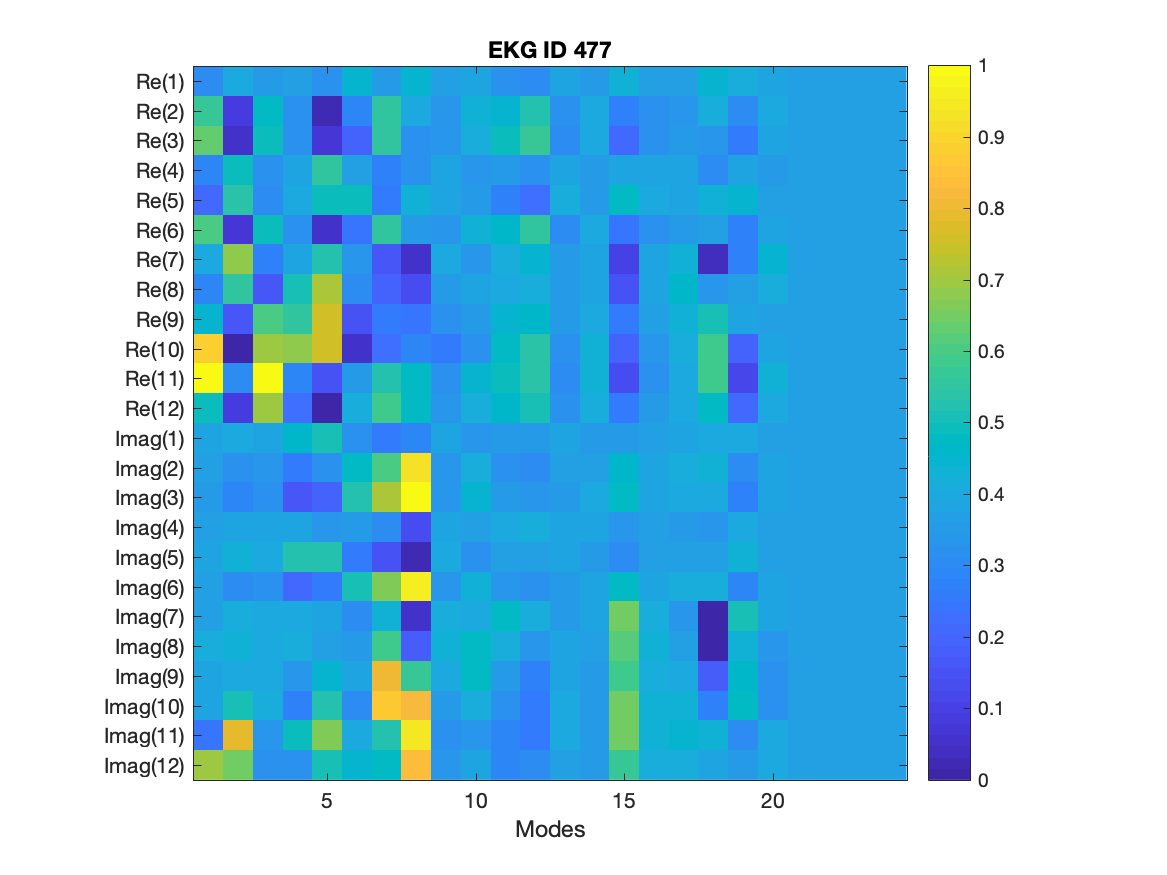 EKG ID 477
Re(1)
Re(2)
Re(3)
Re(4)
Re(5)
Re(6)
Re(7)
Re(8)
Re(9)
Re(10)
Re(11)
Re(12)
Imag(1)
Imag(2)
Imag(3)
Imag(4)
Imag(5)
Imag(6)
Imag(7)
Imag(8)
Imag(9)
Imag(10)
Imag(11)
Imag(12)
5 10 15 20
Modes
1
0.9
0.8
0.7
0.6
0.5
0.4
0.3
0.2
0.1
0